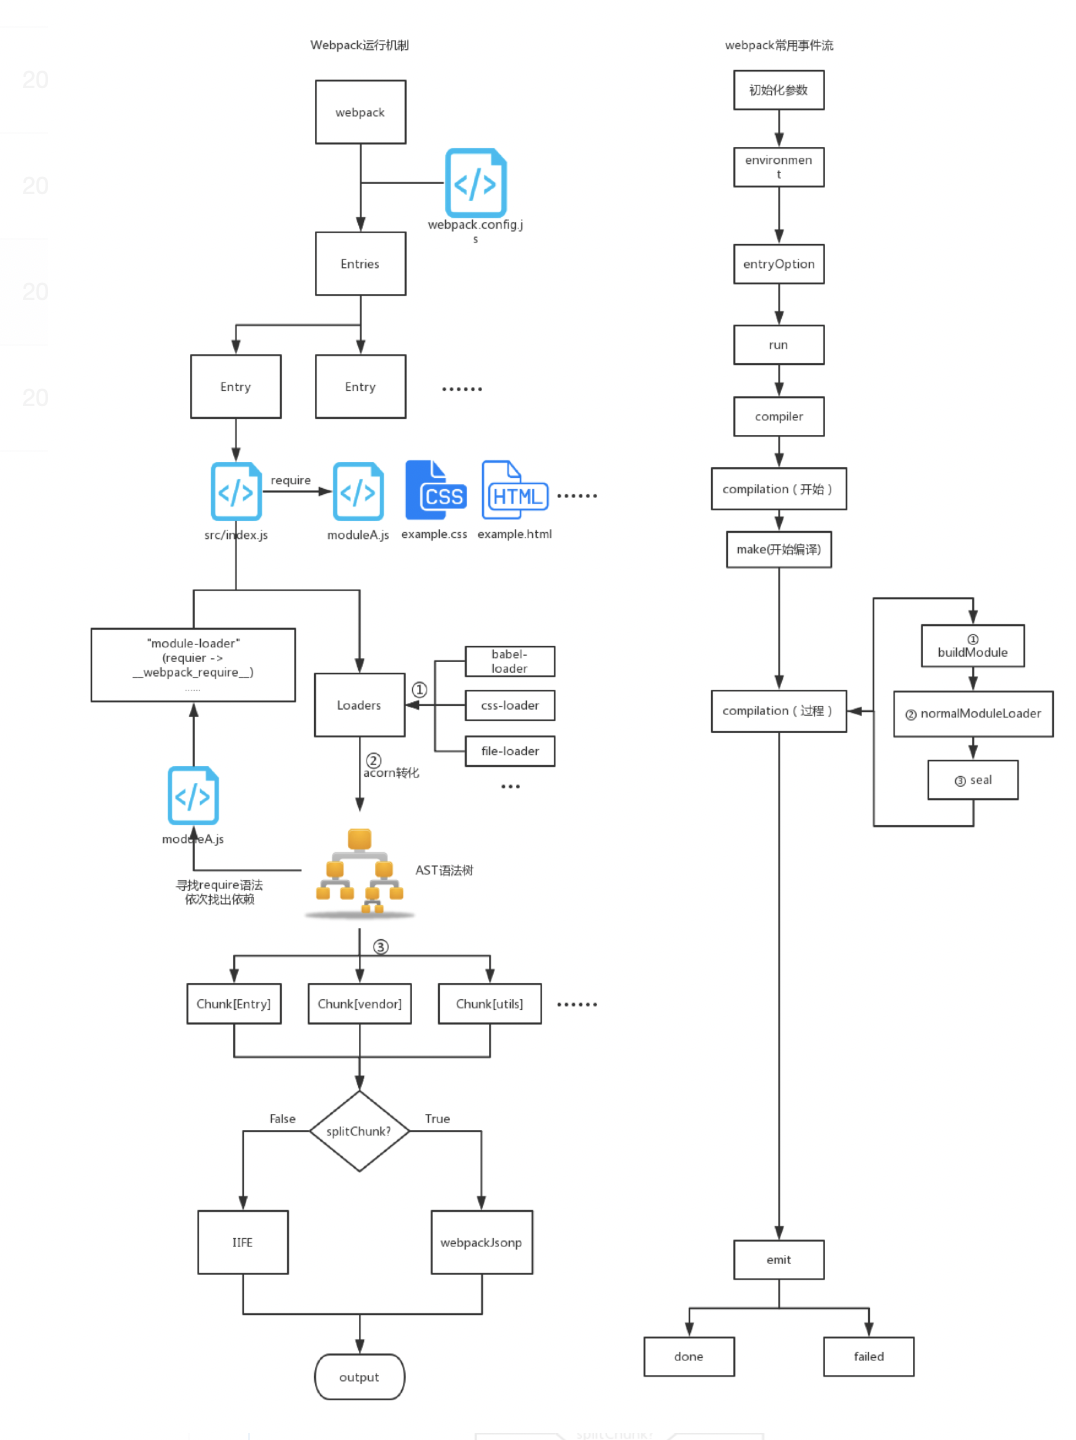 Webpack运行机制
webpack
webpack.config.j
s
Entries
Entry
Entry
......
require
src/index.js
moduleA.js
CSS
example.css
HTML
example.html
......
"module-loader"
(requier ->
__webpack_require__)
......
Loaders
①
babel-
loader
css-loader
file-loader
...
②
acorn转化
moduleA.js
寻找require语法
依次找出依赖
AST语法树
③
Chunk[Entry]
Chunk[vendor]
Chunk[utils]
......
splitChunk?
False
True
IIFE
webpackJsonp
output
webpack常用事件流
初始化参数
environmen
t
entryOption
run
compiler
compilation（开始）
make(开始编译)
compilation（过程）
①
buildModule
② normalModuleLoader
③ seal
emit
done
failed
20
20
20
20
splitChunk?